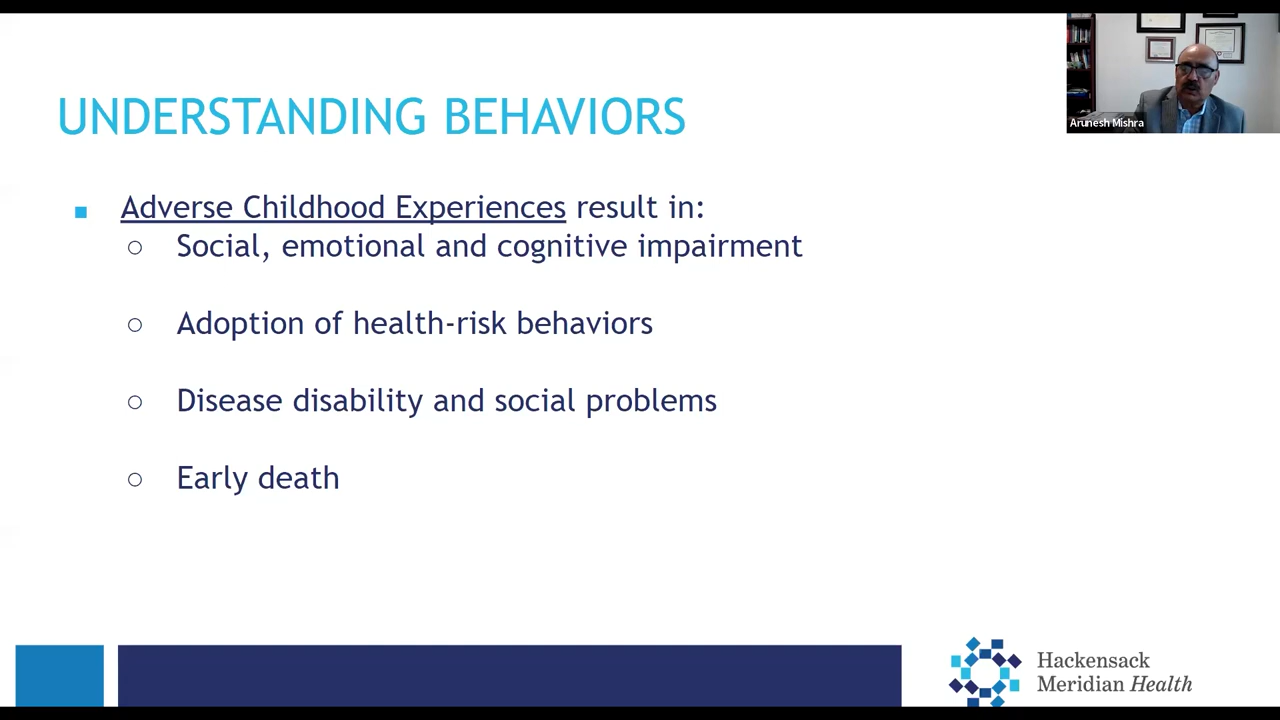 Arunesh Mishra
UNDERSTANDING BEHAVIORS
■ Adverse Childhood Experiences result in:
○ Social, emotional and cognitive impairment
○ Adoption of health-risk behaviors
○ Disease disability and social problems
○ Early death
Hackensack
Meridian Health